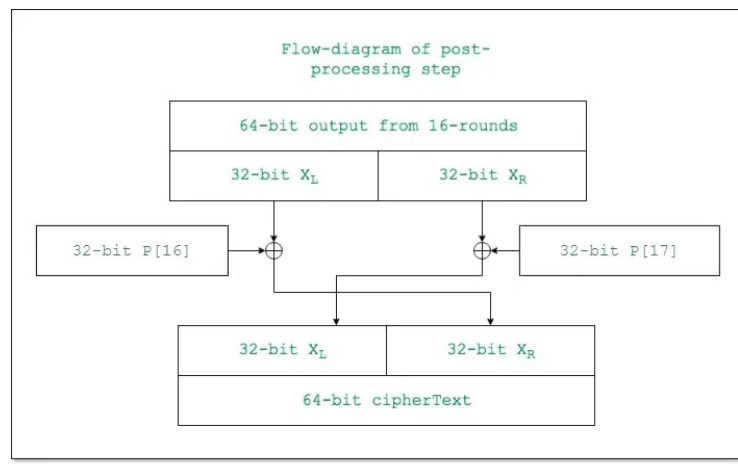 Flow-diagram of post-
processing step
64-bit output from 16-rounds
32-bit XL 32-bit XR
32-bit P[16] 32-bit P[17]
32-bit XL 32-bit XR
64-bit cipherText